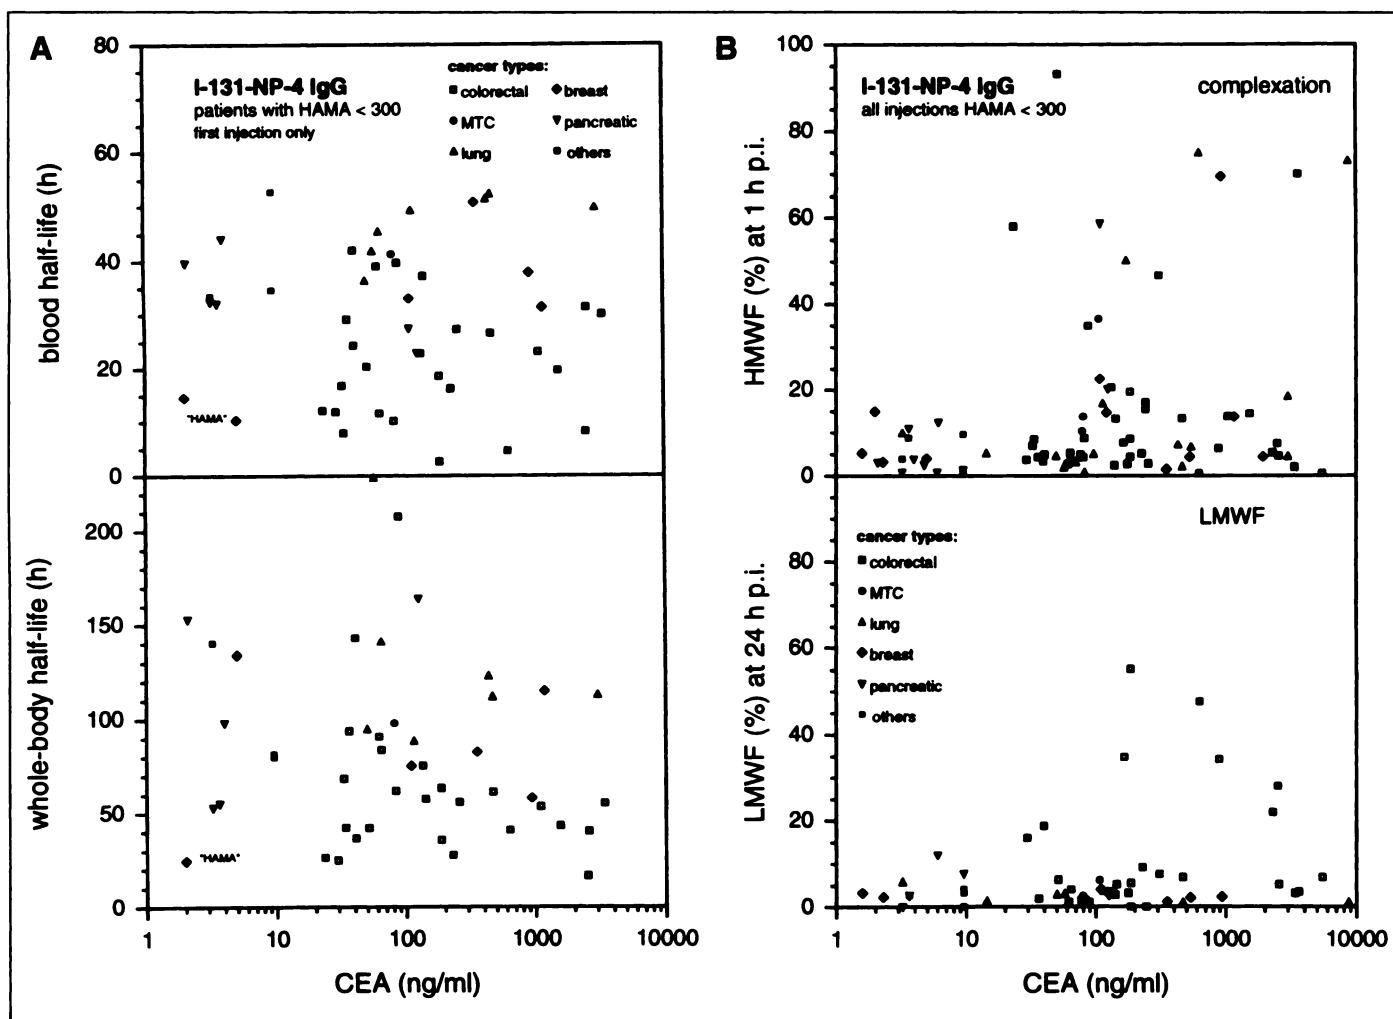 A
80
60
40
20
0
blood half-life (h)
I-131-NP-4 IgG
patients with HAMA < 300
first injection only
cancer types:
colorectal
breast
MTC
pancreatic
lung
others
"HAMA"
200
150
100
50
0
whole-body half-life (h)
"HAMA"
1
10
100
1000
10000
CEA (ng/ml)
B
100
80
60
40
20
0
HMWF (%) at 1 h p.i.
I-131-NP-4 IgG
complexation
all injections HAMA < 300
80
60
40
20
0
LMWF (%) at 24 h p.i.
LMWF
cancer types:
colorectal
MTC
lung
breast
pancreatic
others
1
10
100
1000
10000
CEA (ng/ml)